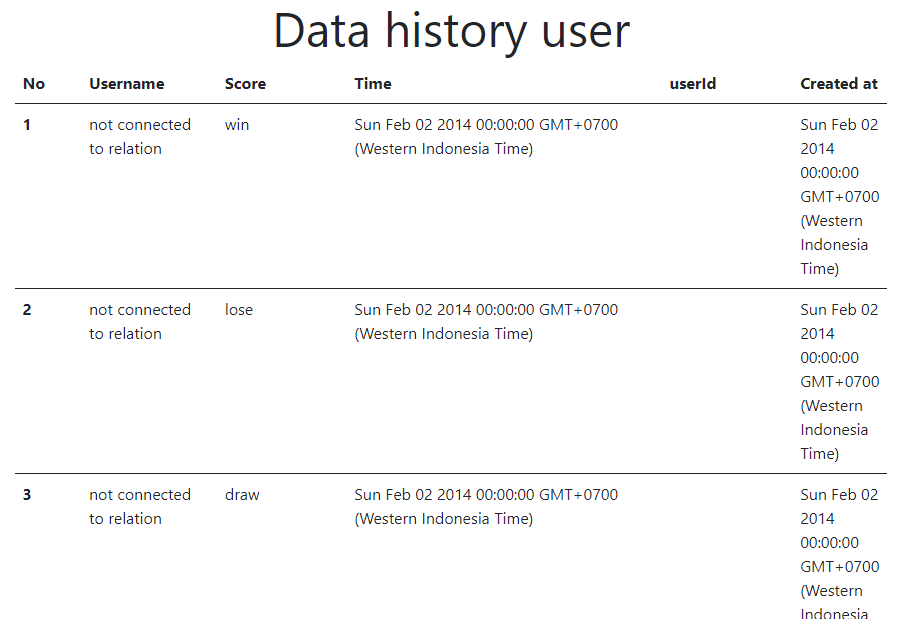 Data history user
No Username Score Time userId Created at
1 not connected win Sun Feb 02 2014 00:00:00 GMT+0700 Sun Feb 02
to relation (Western Indonesia Time) 2014
00:00:00
GMT+0700
(Western
Indonesia
Time)
2 not connected lose Sun Feb 02 2014 00:00:00 GMT+0700 Sun Feb 02
to relation (Western Indonesia Time) 2014
00:00:00
GMT+0700
(Western
Indonesia
Time)
3 not connected draw Sun Feb 02 2014 00:00:00 GMT+0700 Sun Feb 02
to relation (Western Indonesia Time) 2014
00:00:00
GMT+0700
(Western
Indonesia